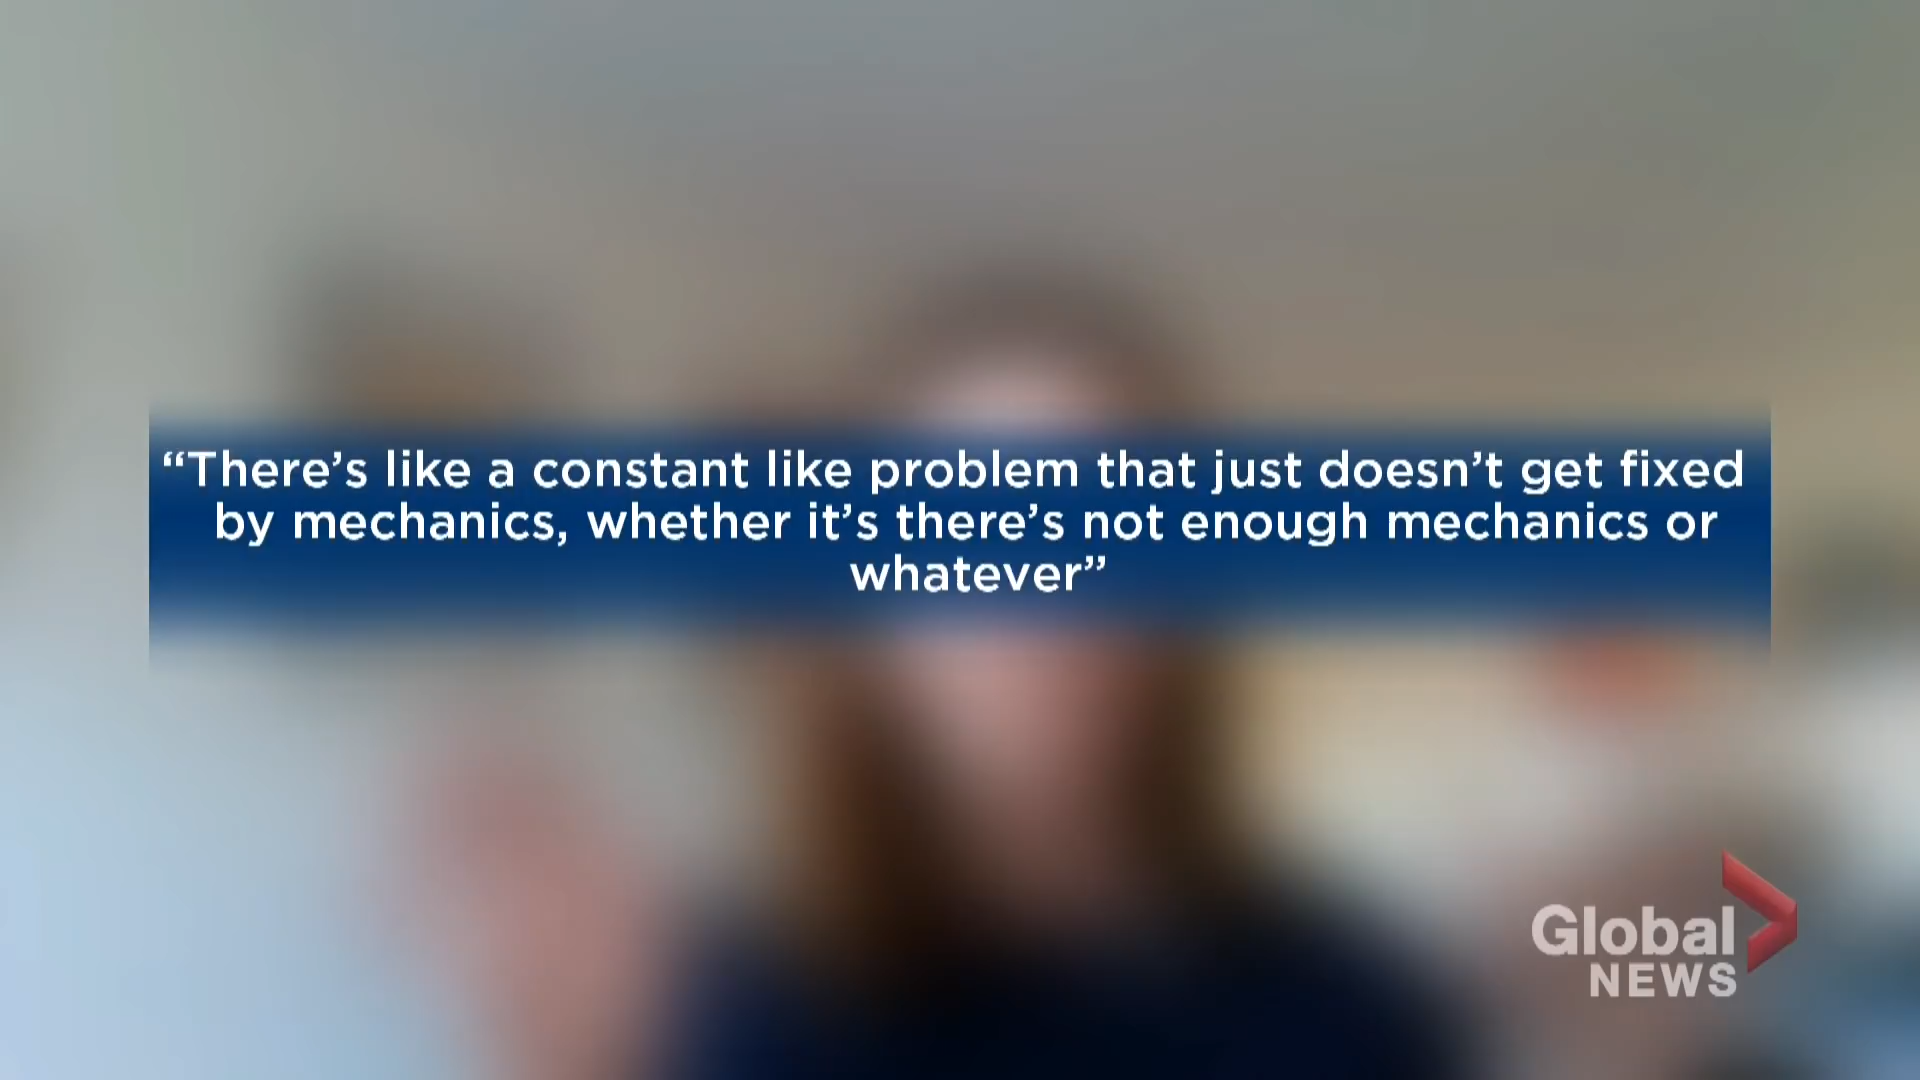 “There’s like a constant like problem that just doesn’t get fixed
by mechanics, whether it’s there’s not enough mechanics or
whatever”
Global
NEWS